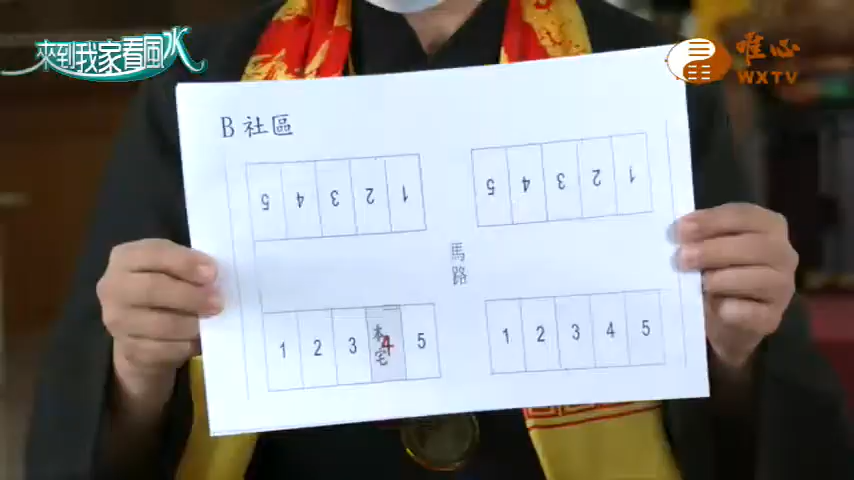 來到我家看風水
唯心
WXTV
B 社區
5 4 3 2 1
5 4 3 2 1
馬路
1 2 3 本宅 4 5
1 2 3 4 5